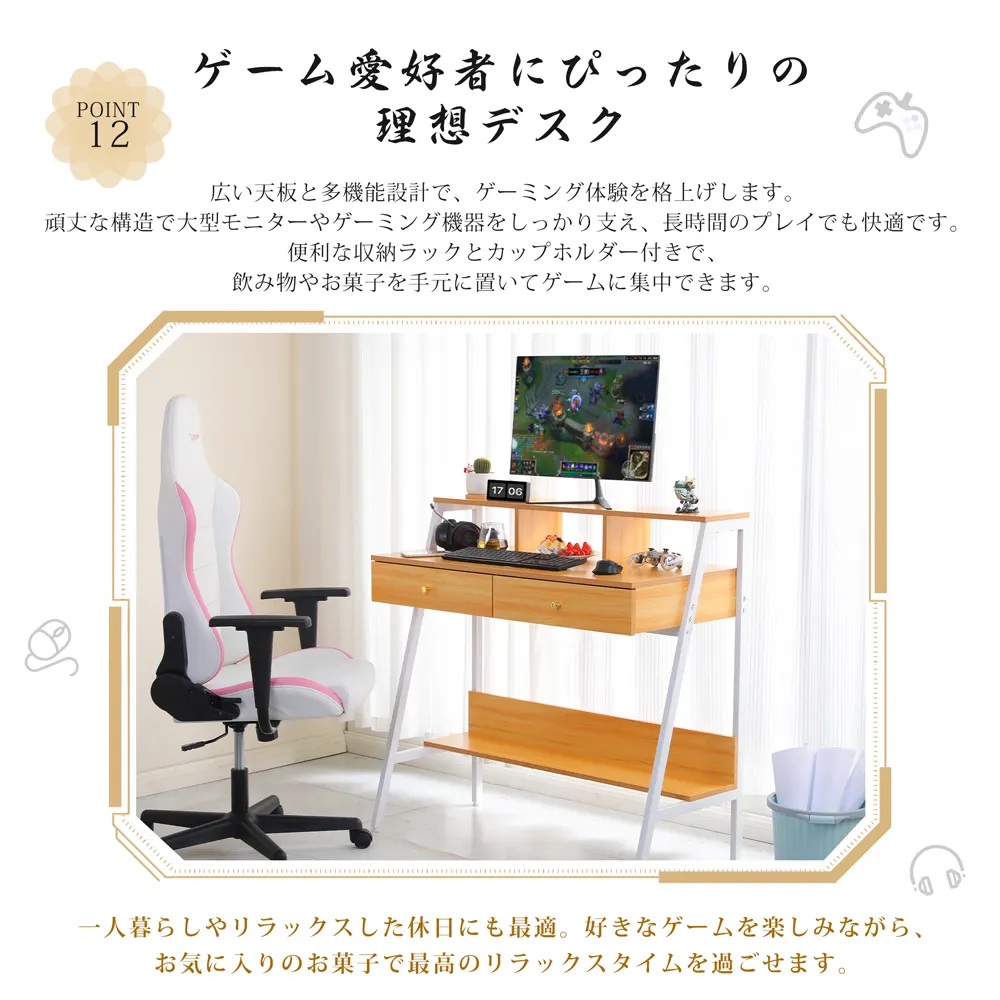 POINT
12
ゲーム愛好者にぴったりの
理想デスク
広い天板と多機能設計で、ゲーミング体験を格上げします。
頑丈な構造で大型モニターやゲーミング機器をしっかり支え、長時間のプレイでも快適です。
便利な収納ラックとカップホルダー付きで、
飲み物やお菓子を手元に置いてゲームに集中できます。
17 06
一人暮らしやリラックスした休日にも最適。好きなゲームを楽しみながら、
お気に入りのお菓子で最高のリラックスタイムを過ごせます。